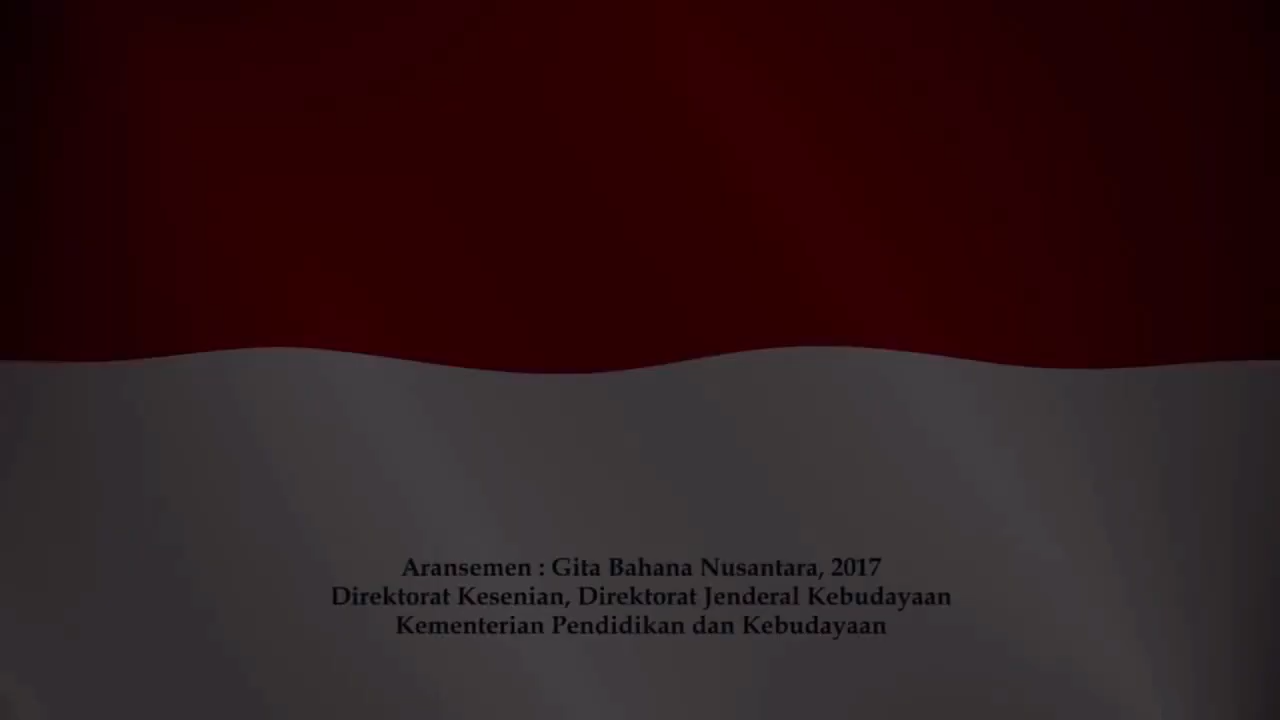 Aransemen : Gita Bahana Nusantara, 2017
Direktorat Kesenian, Direktorat Jenderal Kebudayaan
Kementerian Pendidikan dan Kebudayaan